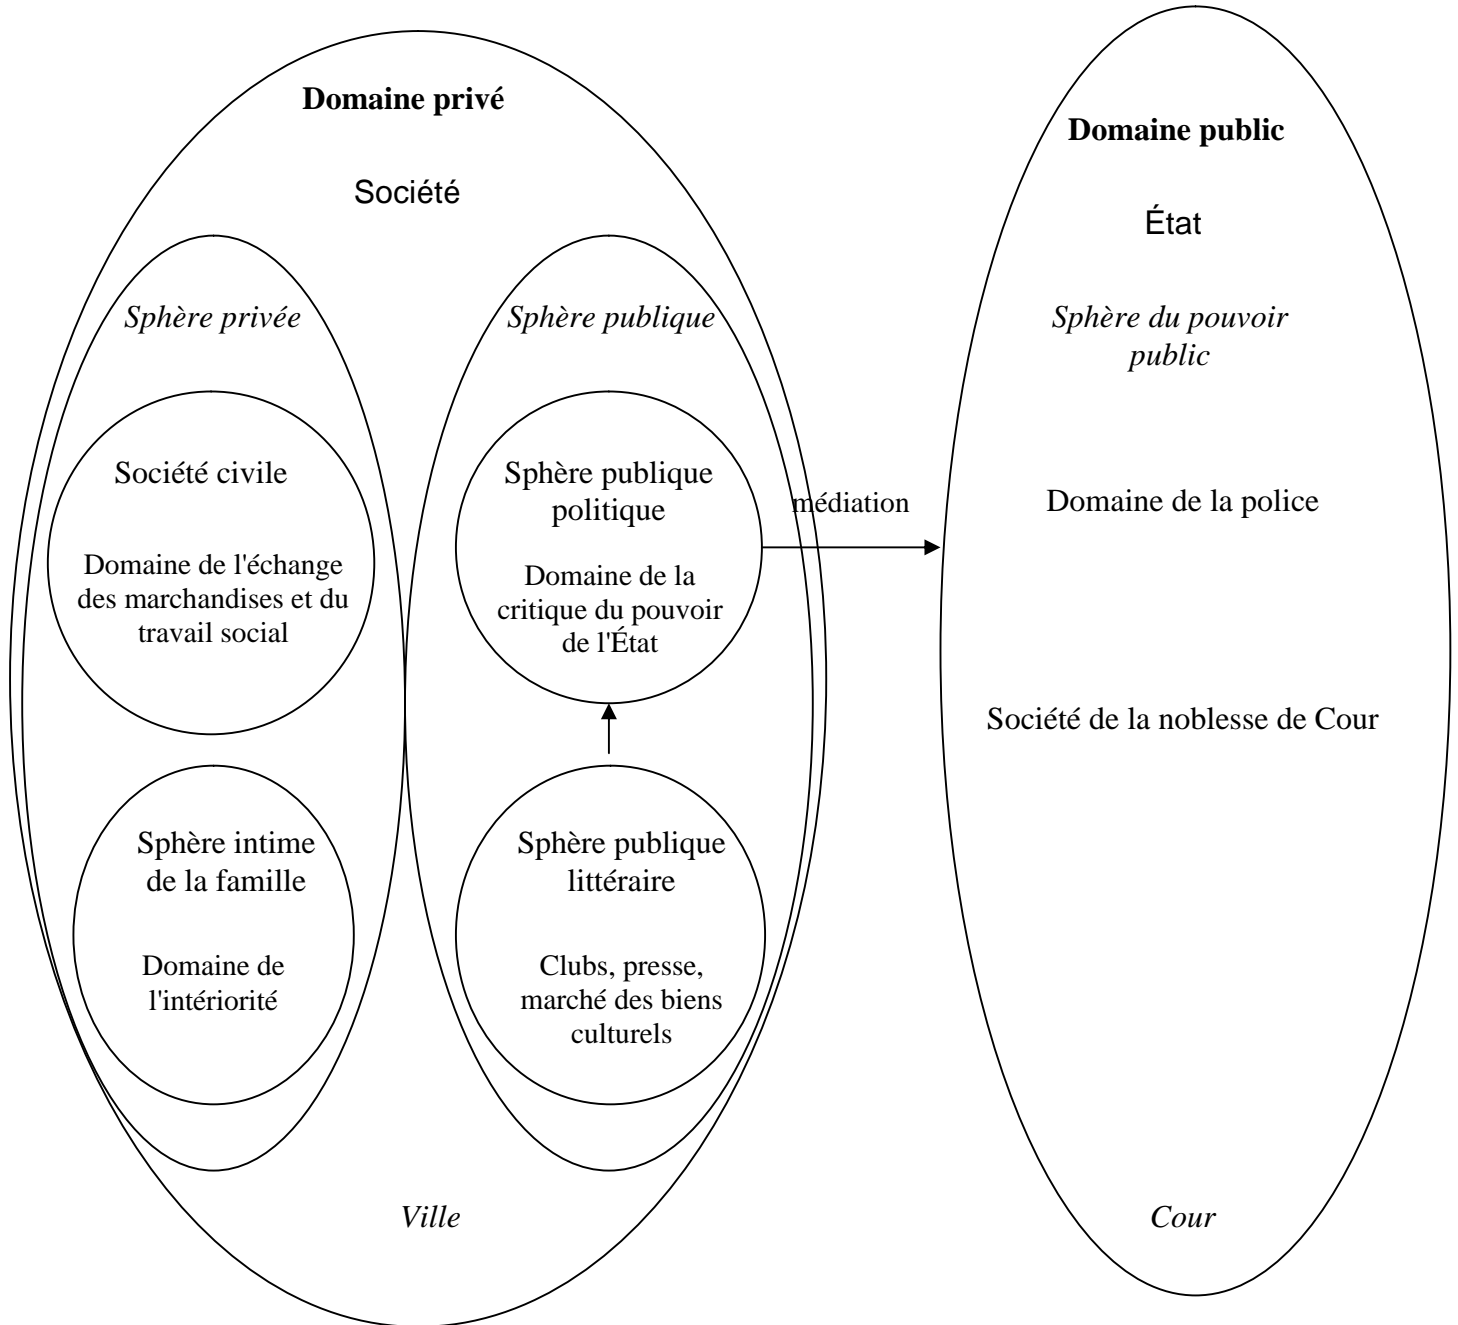 Domaine privé
Société
Sphère privée
Société civile
Domaine de l'échange
des marchandises et du
travail social
Sphère intime
de la famille
Domaine de
l'intériorité
Sphère publique
Sphère publique
politique
Domaine de la
critique du pouvoir
de l'État
Sphère publique
littéraire
Clubs, presse,
marché des biens
culturels
Ville
médiation
Domaine public
État
Sphère du pouvoir
public
Domaine de la police
Société de la noblesse de Cour
Cour